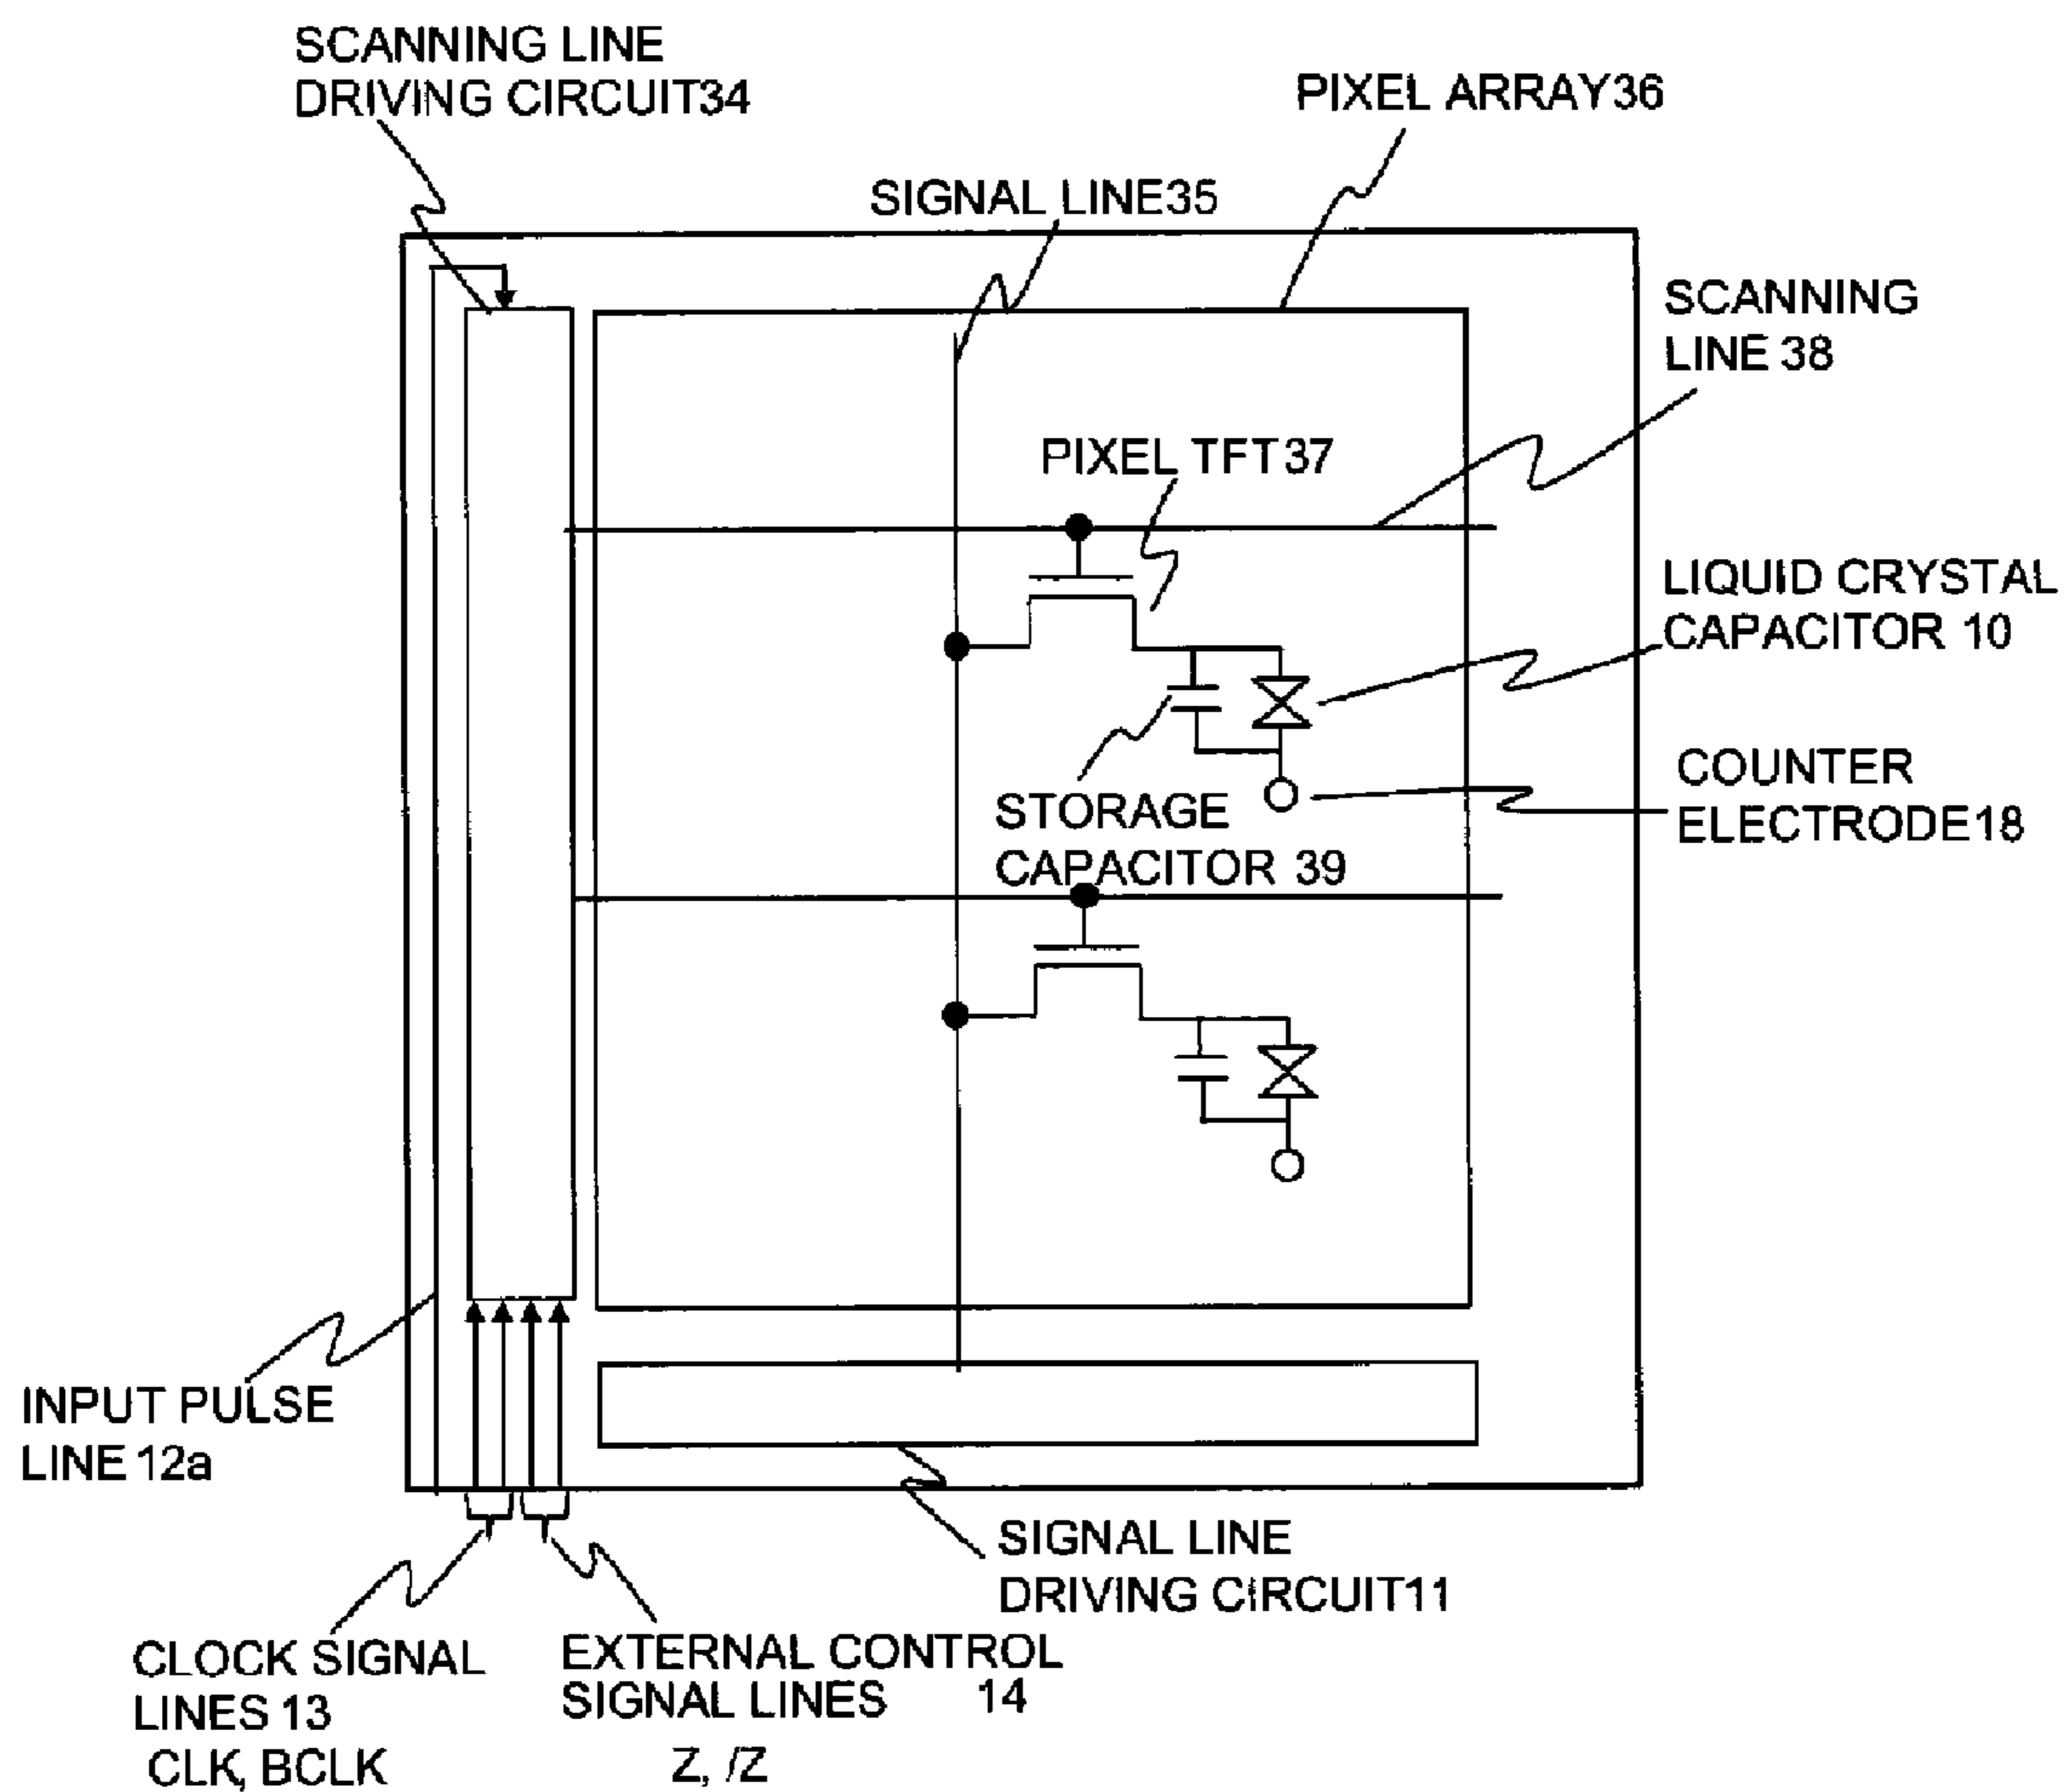 SCANNING LINE
DRIVING CIRCUIT34
PIXEL ARRAY36
SIGNAL LINE35
SCANNING
LINE 38
PIXEL TFT37
LIQUID CRYSTAL
CAPACITOR 10
COUNTER
ELECTRODE18
STORAGE
CAPACITOR 39
INPUT PULSE
LINE 12a
SIGNAL LINE
DRIVING CIRCUIT11
CLOCK SIGNAL
LINES 13
CLK, BCLK
EXTERNAL CONTROL
SIGNAL LINES 14
Z, /Z